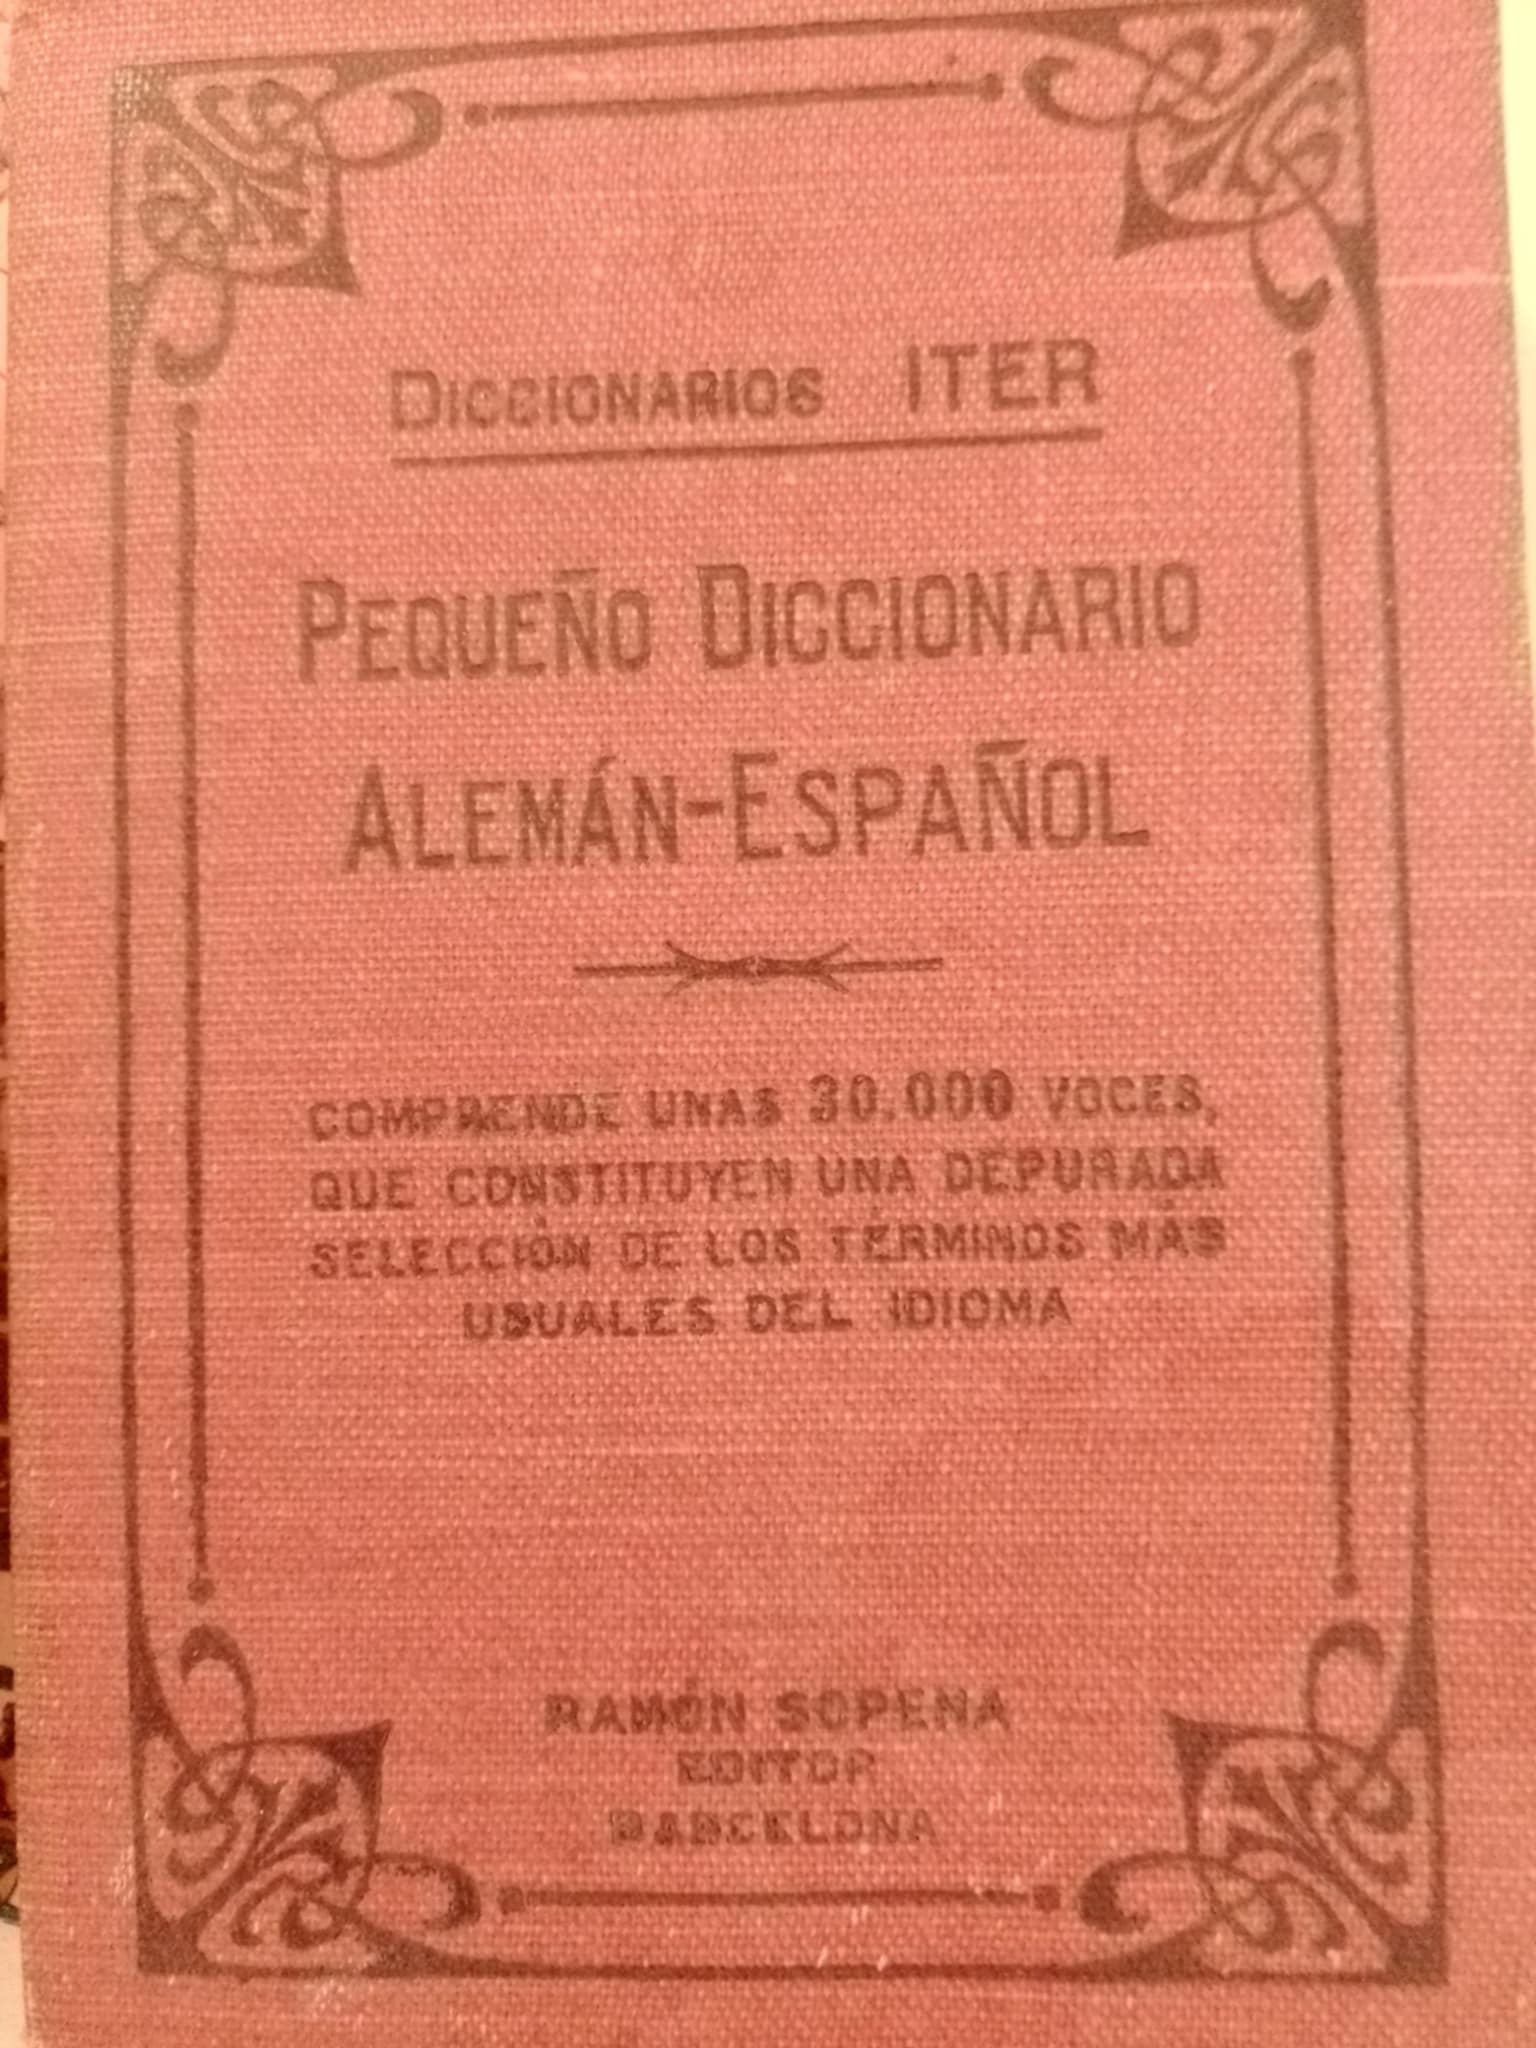 DICCIONARIOS ITER
PEQUEÑO DICCIONARIO
ALEMÁN-ESPAÑOL
COMPRENDE UNAS 30.000 VOCES,
QUE CONSTITUYEN UNA DEPURADA
SELECCIÓN DE LOS TÉRMINOS MÁS
USUALES DEL IDIOMA
RAMÓN SOPENA
EDITOR
BARCELONA